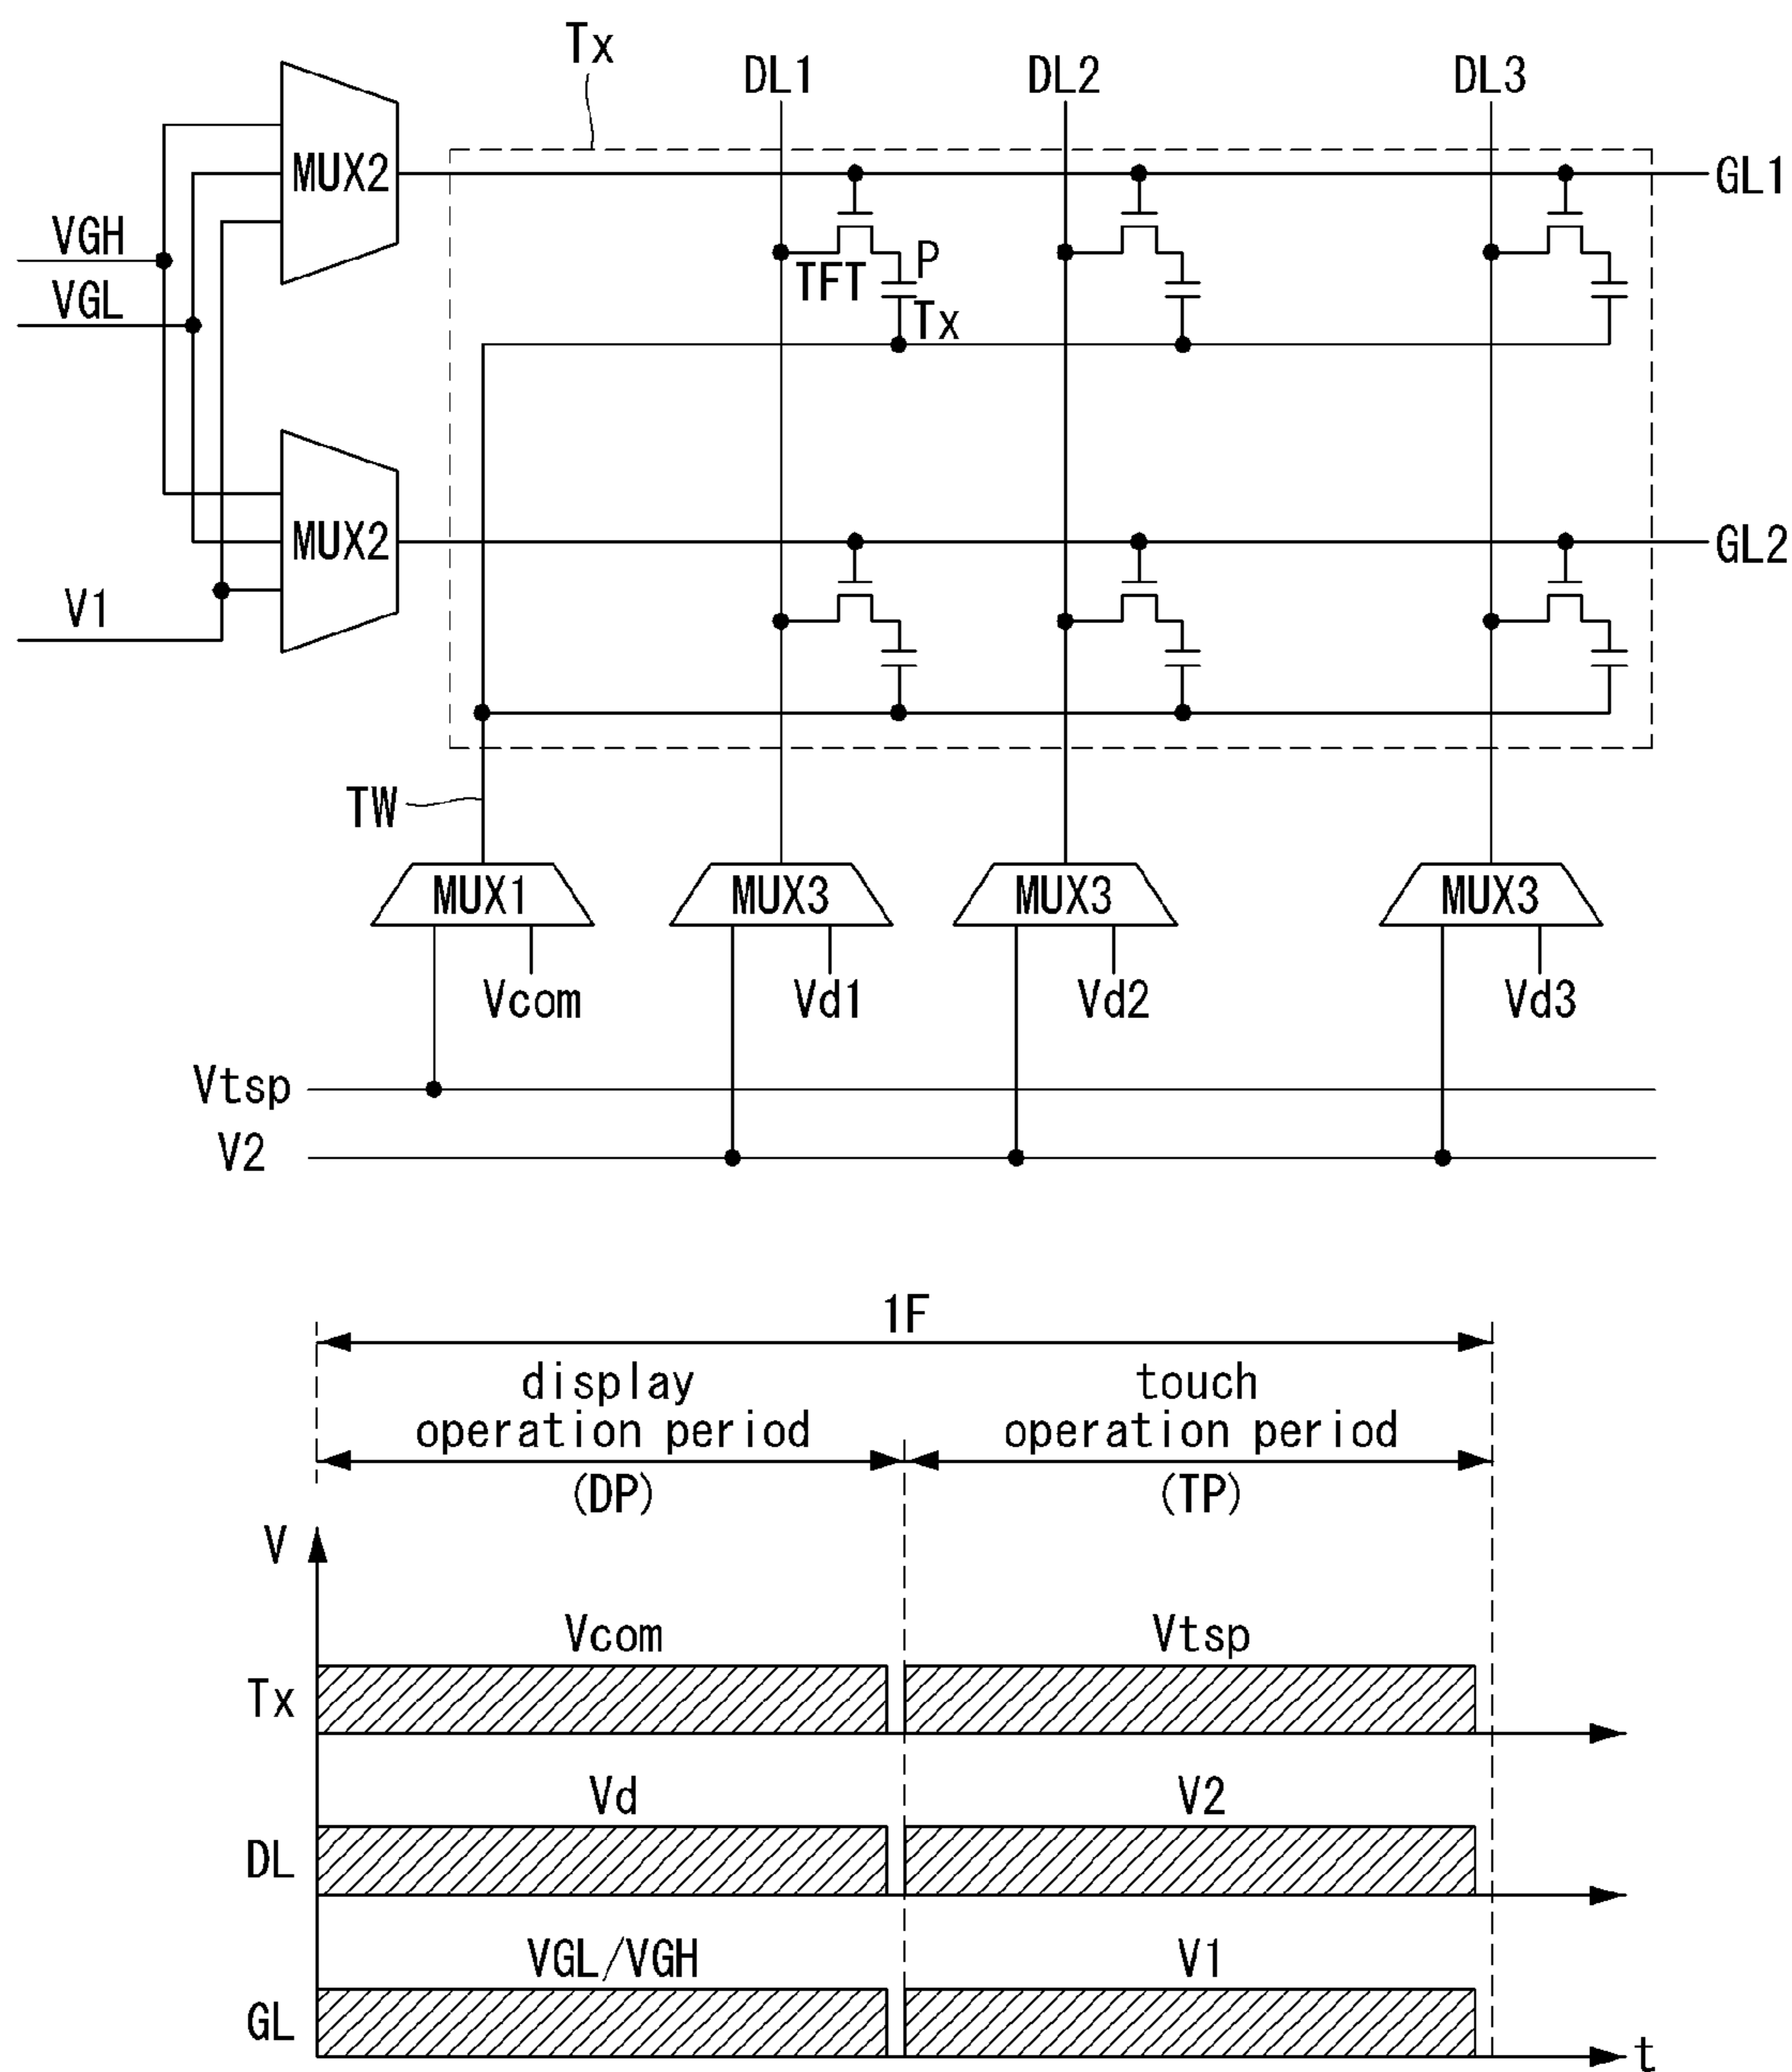 Tx
DL1
DL2
DL3
MUX2
GL1
VGH
P
TFT
VGL
Tx
MUX2
GL2
V1
TW
MUX1
MUX3
MUX3
MUX3
Vcom
Vd1
Vd2
Vd3
Vtsp
V2
1F
display
operation period
(DP)
touch
operation period
(TP)
V
Vcom
Vtsp
Tx
Vd
V2
DL
VGL/VGH
V1
GL
t